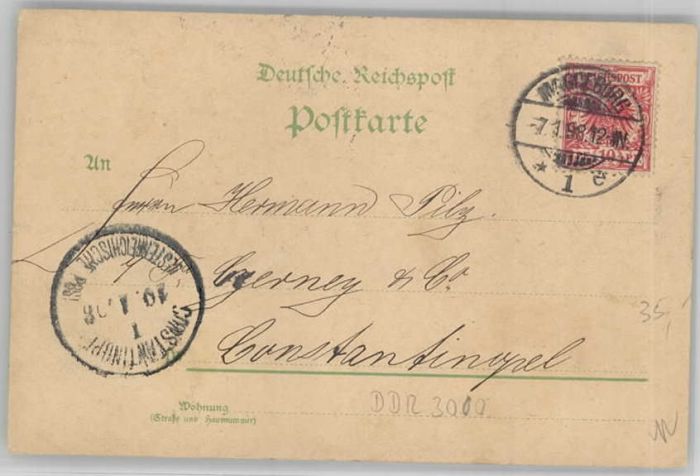 Deutsche Reichspost
Postkarte
REICHSPOST
MAGDEBURG
-7.1.98.12-1N.
* 1 c
10
An
Herrn Hermann Pilz.
Czerney & Co
Constantinopel
OESTERREICHISCHE POST
10.1.98
1
CONSTANTINOPEL
35,
DDR 3000
Wohnung
(Straße und Hausnummer)